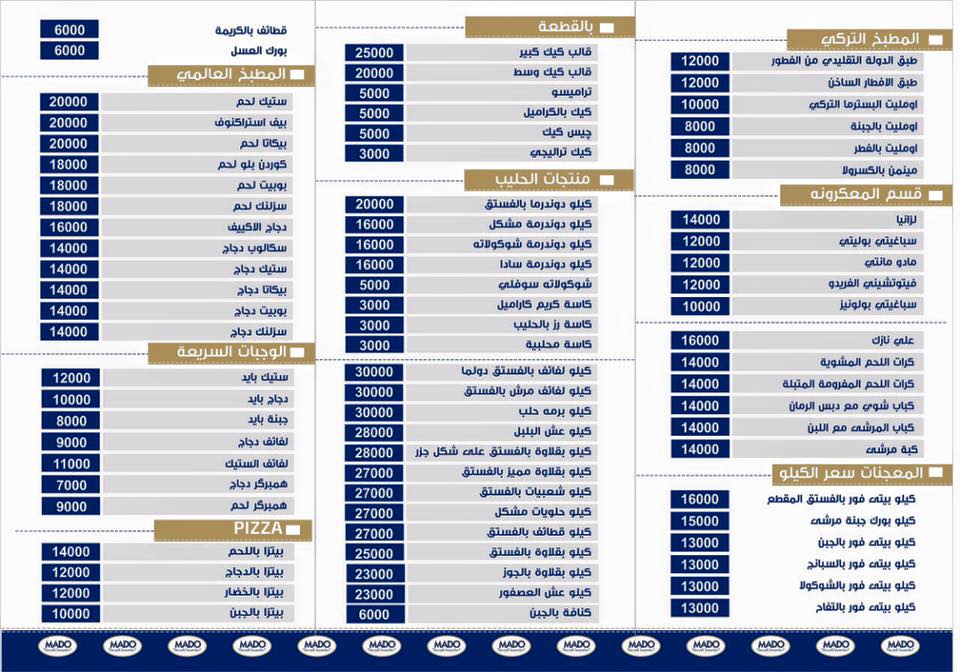 المطبخ التركي
طبق الدولة التقليدي من الفطور 12000
طبق الافطار الساخن 12000
اومليت البسترما التركي 10000
اومليت بالجبنة 8000
اومليت بالفطر 8000
مينمن بالكسرولا 8000
قسم المعكرونه
لزانيا 14000
سباغيتي بوليتي 12000
مادو مانتي 12000
فيتوتشيني الفريدو 12000
سباغيتي بولونيز 10000
علي نازك 16000
كرات اللحم المشوية 14000
كرات اللحم المفرومة المتبلة 14000
كباب شوي مع دبس الرمان 14000
كباب المرشى مع اللبن 14000
كبة مرشى 14000
المعجنات سعر الكيلو
كيلو بيتى فور بالفستق المقطع 16000
كيلو بورك جبنة مرشى 15000
كيلو بيتى فور بالجبن 13000
كيلو بيتى فور بالسبانج 13000
كيلو بيتى فور بالشوكولا 13000
كيلو بيتى فور بالتفاح 13000
بالقطعة
قالب كيك كبير 25000
قالب كيك وسط 20000
تراميسو 5000
كيك بالكراميل 5000
چيس كيك 5000
كيك تراليجي 3000
منتجات الحليب
كيلو دوندرما بالفستق 20000
كيلو دوندرمة مشكل 16000
كيلو دوندرمة شوكولاته 16000
كيلو دوندرمة سادا 16000
شوكولاته سوفلي 5000
كاسة كريم كاراميل 3000
كاسة رز بالحليب 3000
كاسة محلبية 3000
كيلو لفائف بالفستق دولما 30000
كيلو لفائف مرش بالفستق 30000
كيلو برمه حلب 30000
كيلو عش البلبل 28000
كيلو بقلاوة بالفستق على شكل جزر 28000
كيلو بقلاوة مميز بالفستق 27000
كيلو شعبيات بالفستق 27000
كيلو حلويات مشكل 27000
كيلو قطائف بالفستق 27000
كيلو بقلاوة بالفستق 25000
كيلو بقلاوة بالجوز 23000
كيلو عش العصفور 23000
كنافة بالجبن 6000
قطائف بالكريمة 6000
بورك العسل 6000
المطبخ العالمي
ستيك لحم 20000
بيف استراكنوف 20000
بيكاتا لحم 20000
كوردن بلو لحم 18000
بوبيت لحم 18000
سزلنك لحم 18000
دجاج الاكييف 16000
سكالوب دجاج 14000
ستيك دجاج 14000
بيكاتا دجاج 14000
بوبيت دجاج 14000
سزلنك دجاج 14000
الوجبات السريعة
ستيك بايد 12000
دجاج بايد 10000
جبنة بايد 8000
لفائف دجاج 9000
لفائف الستيك 11000
همبرگر دجاج 7000
همبرگر لحم 9000
PIZZA
بيتزا باللحم 14000
بيتزا بالدجاج 12000
بيتزا بالخضار 12000
بيتزا بالجبن 10000
MADO MADO MADO MADO MADO MADO MADO MADO MADO MADO MADO MADO MADO MADO